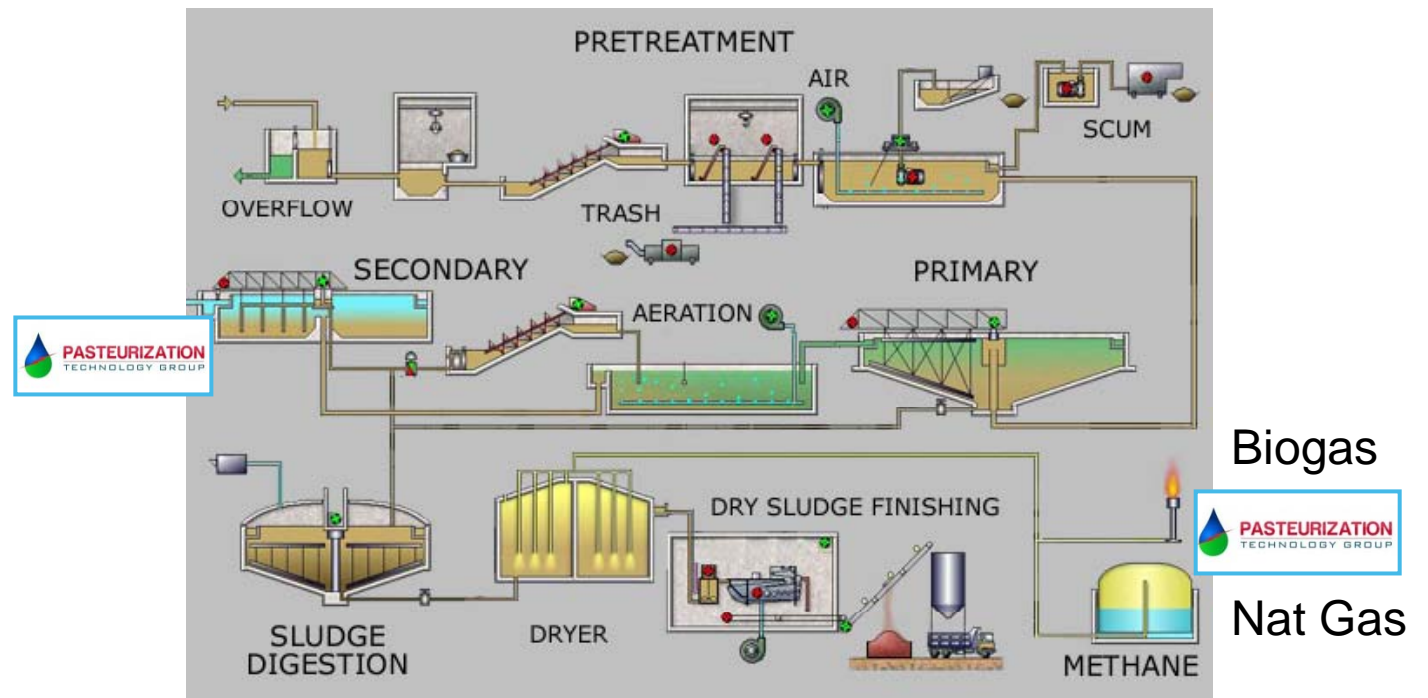 PRETREATMENT
AIR
SCUM
OVERFLOW
TRASH
SECONDARY
PRIMARY
AERATION
PASTEURIZATION
TECHNOLOGY GROUP
Biogas
DRY SLUDGE FINISHING
PASTEURIZATION
TECHNOLOGY GROUP
SLUDGE
DIGESTION
DRYER
METHANE
Nat Gas